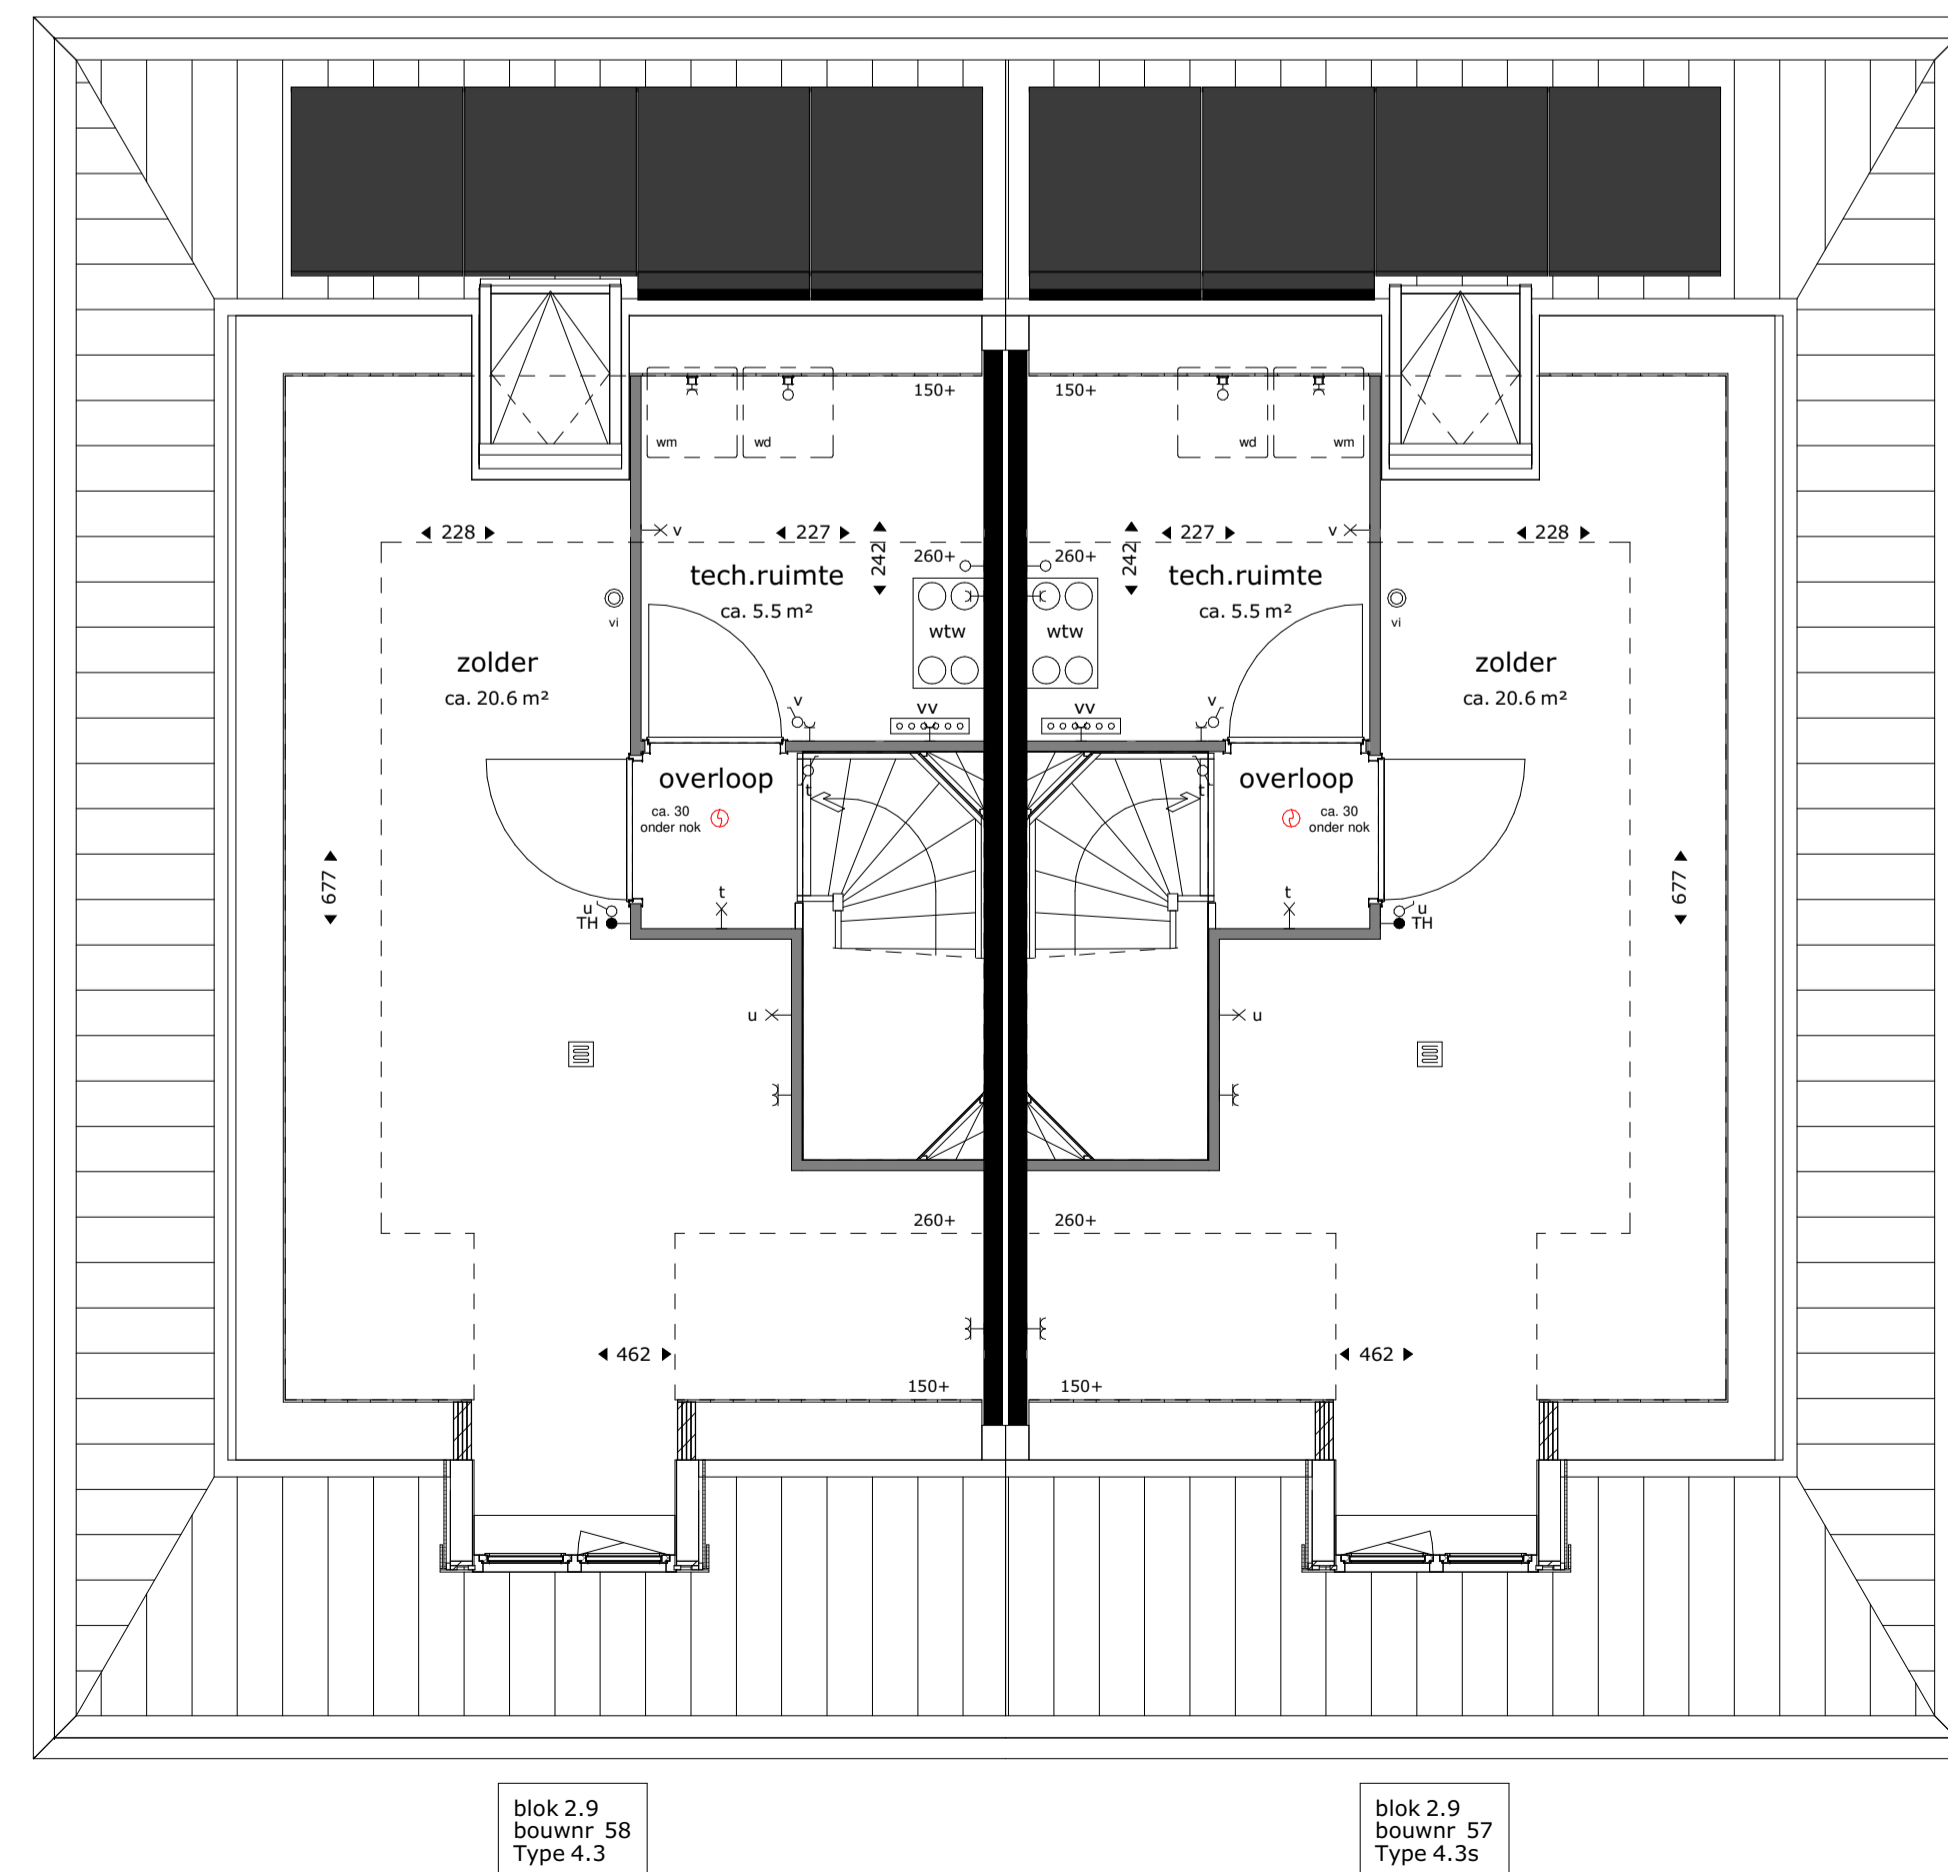 150+ 150+
wm wd wd wm
228 227 242 242 227 228
v v
260+ 260+
tech.ruimte tech.ruimte
ca. 5.5 m² ca. 5.5 m²
vi wtw wtw vi
zolder zolder
ca. 20.6 m² ca. 20.6 m²
v vv vv v
overloop overloop
t t
ca. 30 ca. 30
onder nok onder nok
677 t t 677
u u
TH TH
u u
260+ 260+
462 462
150+ 150+
blok 2.9
bouwnr 58
Type 4.3
blok 2.9
bouwnr 57
Type 4.3s